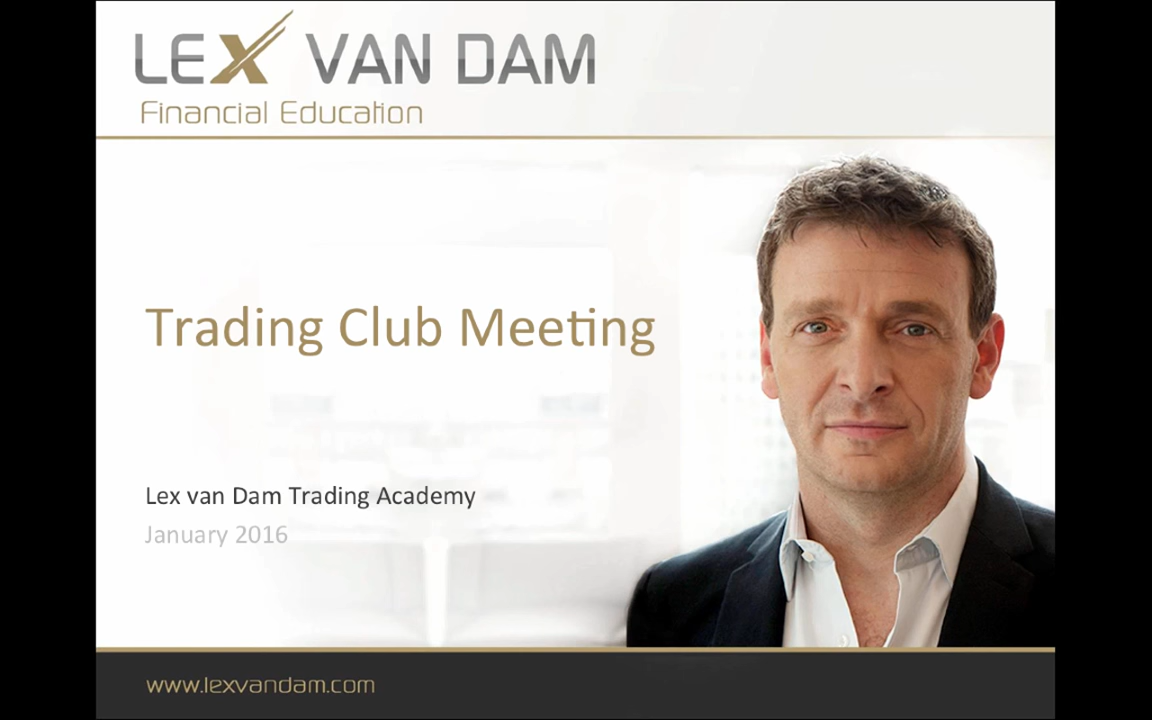 LEX VAN DAM
Financial Education
Trading Club Meeting
Lex van Dam Trading Academy
January 2016
www.lexvandam.com